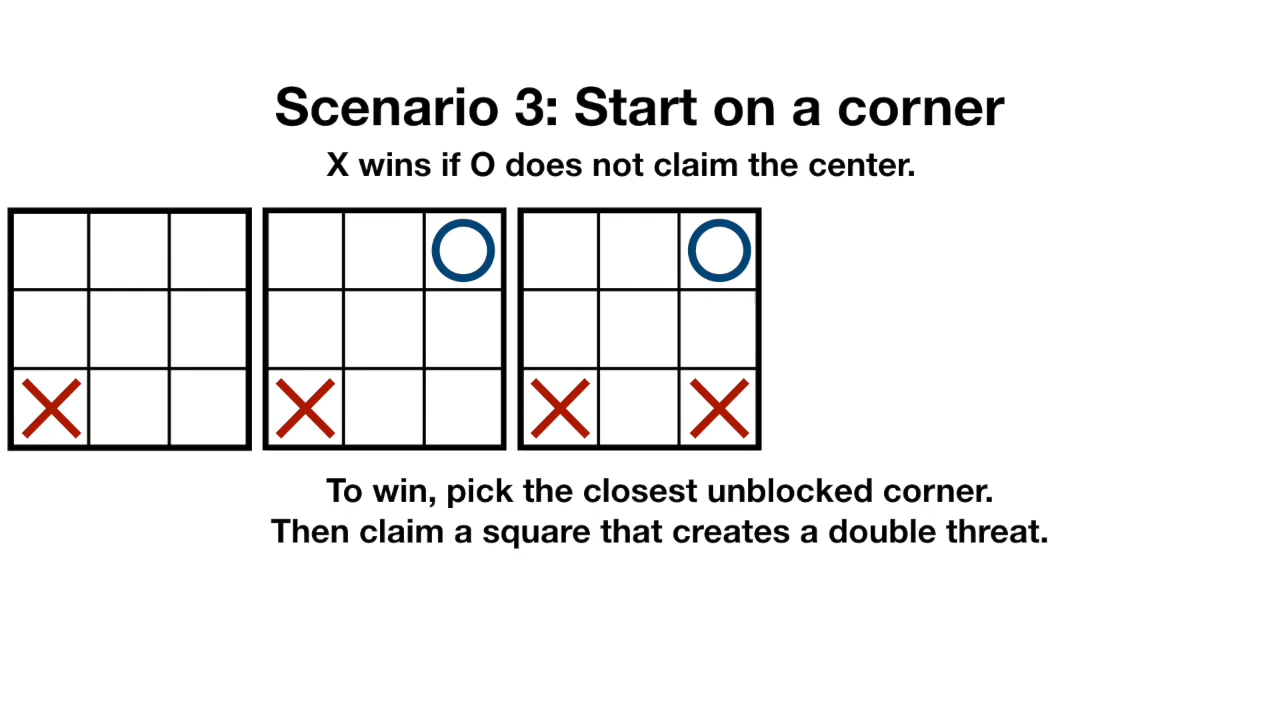 Scenario 3: Start on a corner
X wins if O does not claim the center.
To win, pick the closest unblocked corner.
Then claim a square that creates a double threat.